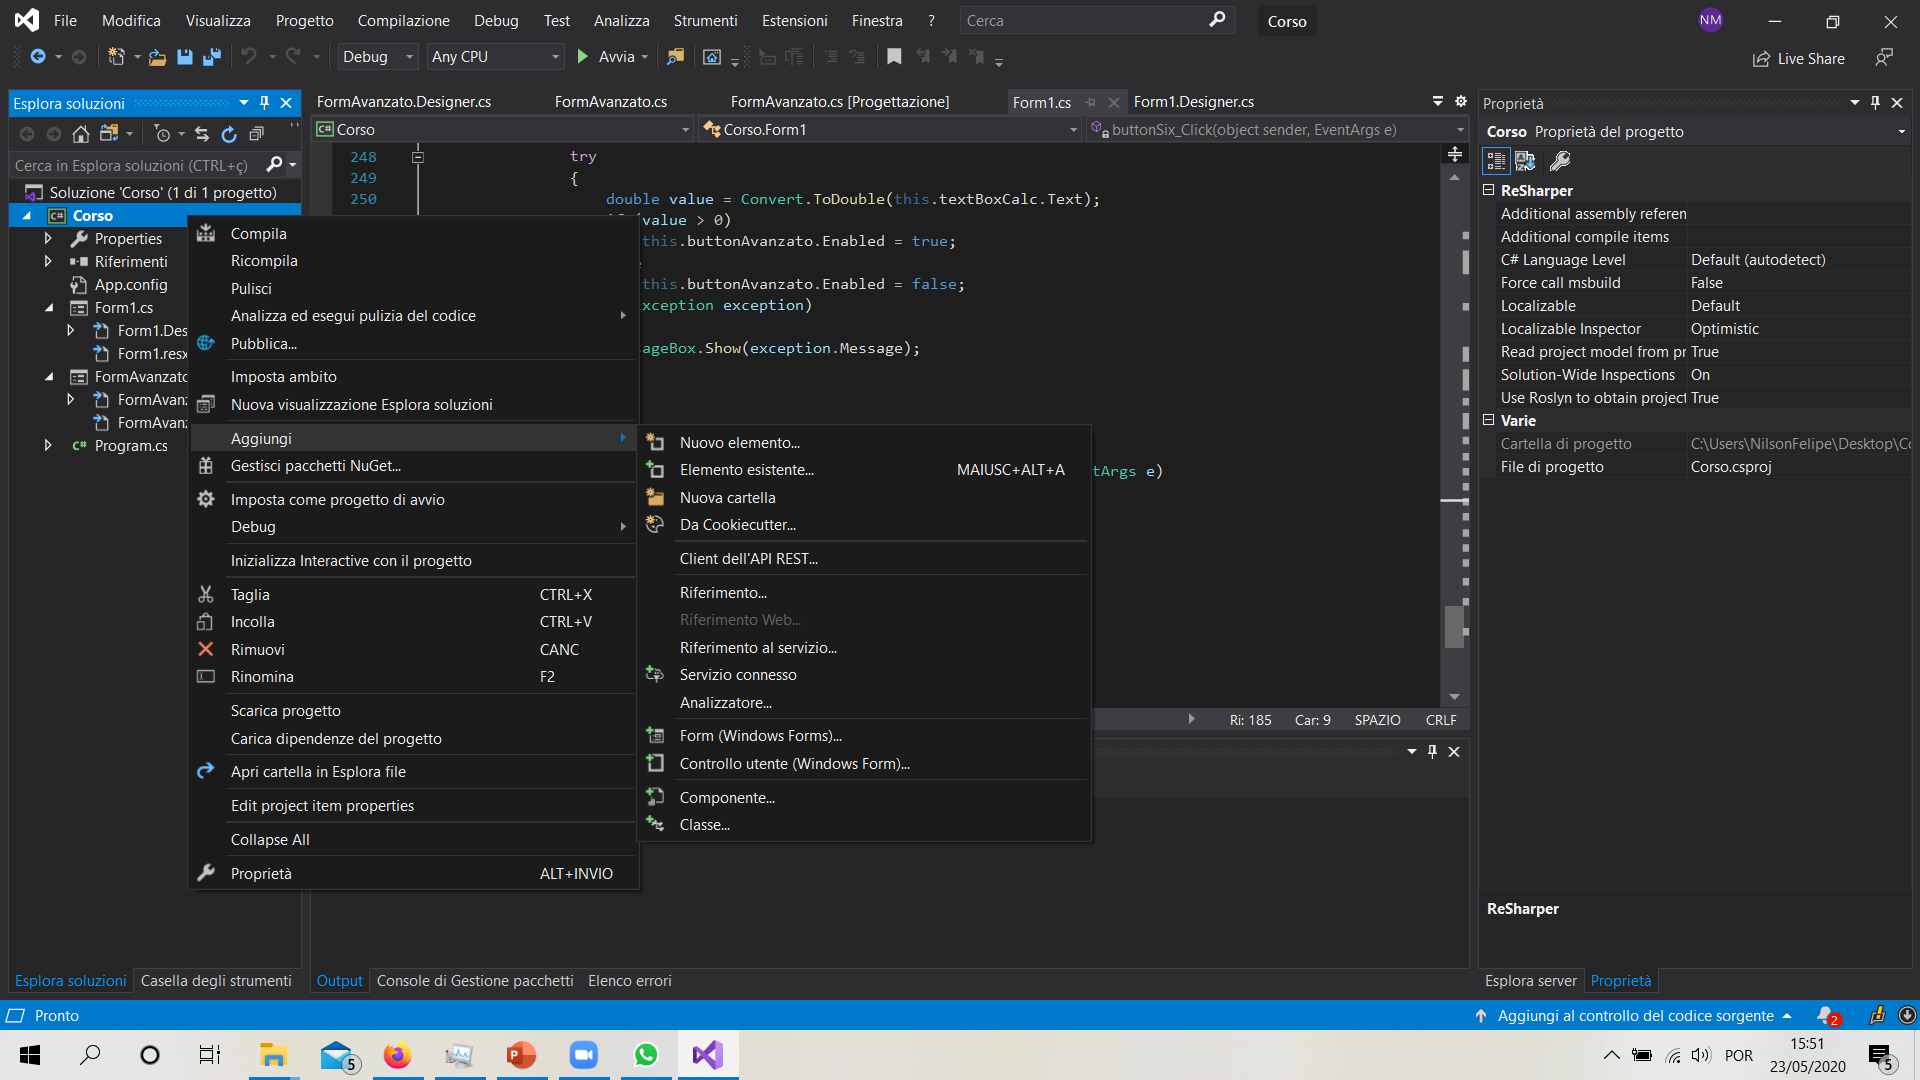 File Modifica Visualizza Progetto Compilazione Debug Test Analizza Strumenti Estensioni Finestra ? Cerca Corso NM
Debug Any CPU Avvia Live Share
Esplora soluzioni
Cerca in Esplora soluzioni (CTRL+ç)
Soluzione 'Corso' (1 di 1 progetto)
C# Corso
Properties
Riferimenti
App.config
Form1.cs
Form1.Des
Form1.resx
FormAvanzato
FormAvanz
FormAvanz
C# Program.cs
FormAvanzato.Designer.cs FormAvanzato.cs FormAvanzato.cs [Progettazione] Form1.cs Form1.Designer.cs
C# Corso Corso.Form1 buttonSix_Click(object sender, EventArgs e)
248 try
249 {
250 double value = Convert.ToDouble(this.textBoxCalc.Text);
(value > 0)
this.buttonAvanzato.Enabled = true;
this.buttonAvanzato.Enabled = false;
xception exception)
ageBox.Show(exception.Message);
tArgs e)
Compila
Ricompila
Pulisci
Analizza ed esegui pulizia del codice
Pubblica...
Imposta ambito
Nuova visualizzazione Esplora soluzioni
Aggiungi
Gestisci pacchetti NuGet...
Imposta come progetto di avvio
Debug
Inizializza Interactive con il progetto
Taglia CTRL+X
Incolla CTRL+V
Rimuovi CANC
Rinomina F2
Scarica progetto
Carica dipendenze del progetto
Apri cartella in Esplora file
Edit project item properties
Collapse All
Proprietà ALT+INVIO
Nuovo elemento...
Elemento esistente... MAIUSC+ALT+A
Nuova cartella
Da Cookiecutter...
Client dell'API REST...
Riferimento...
Riferimento Web...
Riferimento al servizio...
Servizio connesso
Analizzatore...
Form (Windows Forms)...
Controllo utente (Windows Form)...
Componente...
Classe...
Ri: 185 Car: 9 SPAZIO CRLF
Proprietà
Corso Proprietà del progetto
ReSharper
Additional assembly referen
Additional compile items
C# Language Level Default (autodetect)
Force call msbuild False
Localizable Default
Localizable Inspector Optimistic
Read project model from pr True
Solution-Wide Inspections On
Use Roslyn to obtain project True
Varie
Cartella di progetto C:\Users\NilsonFelipe\Desktop\Co
File di progetto Corso.csproj
ReSharper
Esplora soluzioni Casella degli strumenti Output Console di Gestione pacchetti Elenco errori Esplora server Proprietà
Pronto Aggiungi al controllo del codice sorgente 2
5 POR 15:51
23/05/2020 5